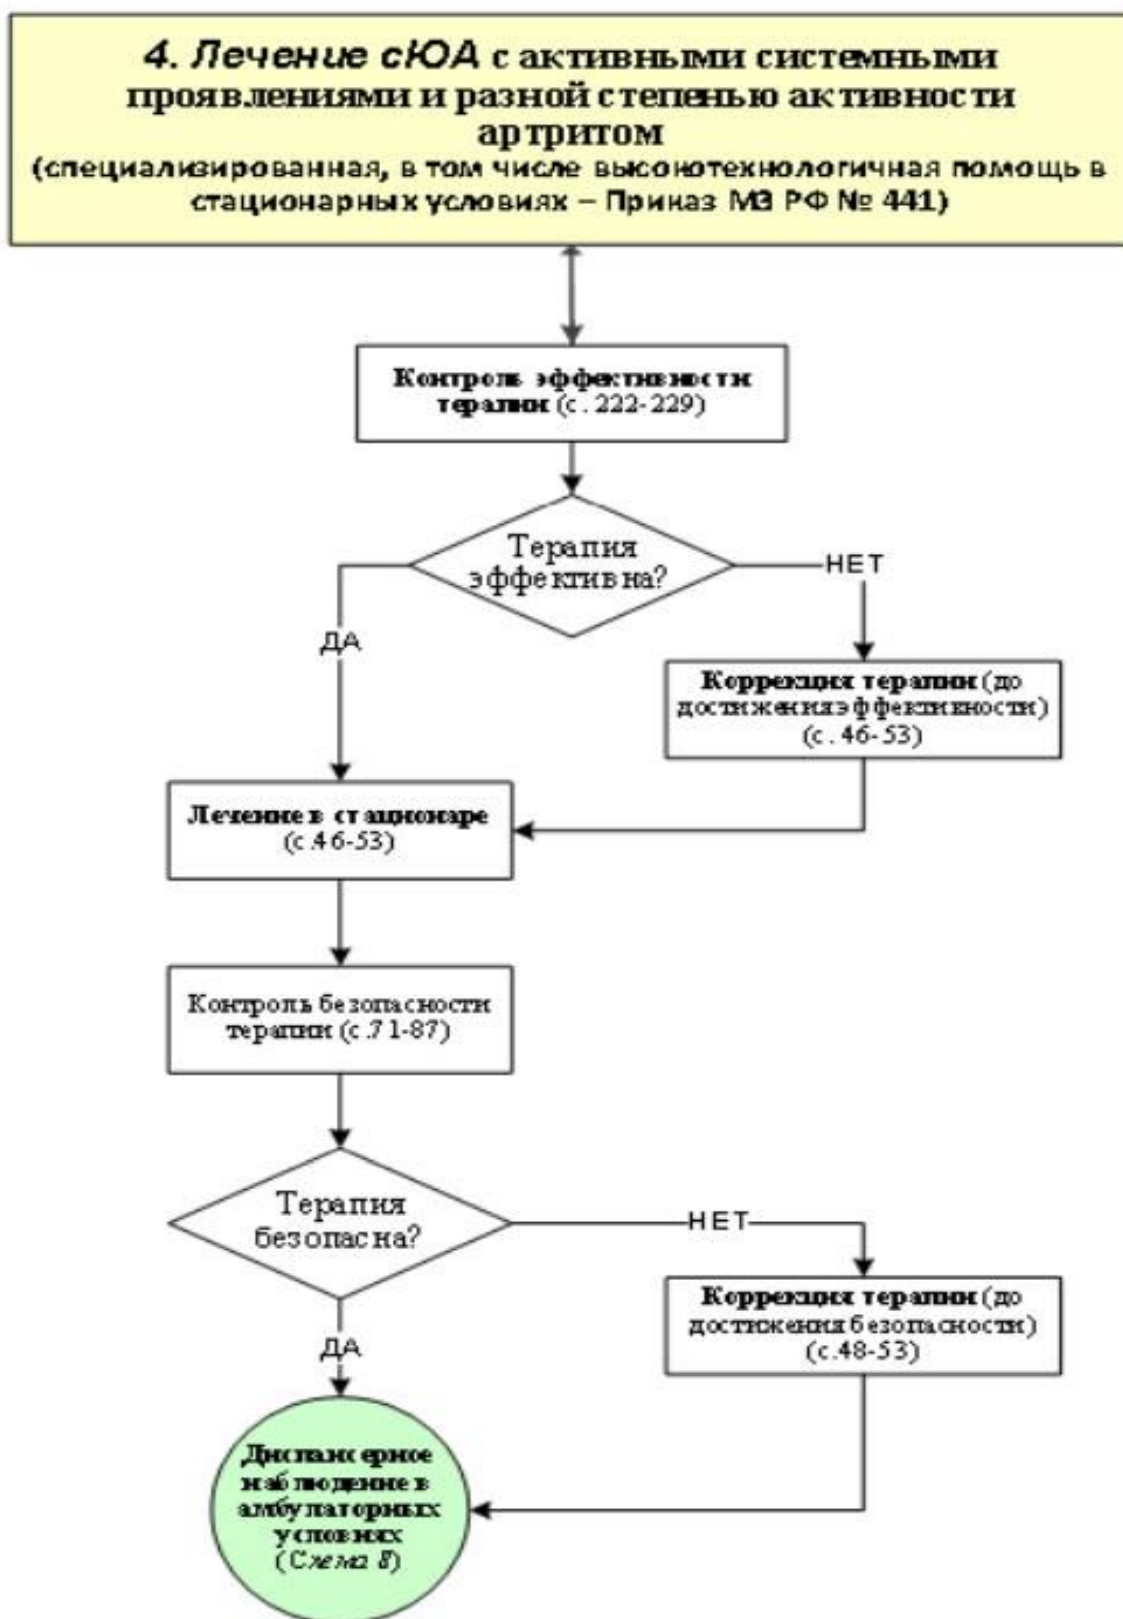 4. Лечение сЮА с активными системными
проявлениями и разной степенью активности
артритом
(специализированная, в том числе высокотехнологичная помощь в
стационарных условиях – Приказ МЗ РФ № 441)
Контроль эффективности
терапии (с. 222-229)
Терапия
эффективна?
НЕТ
ДА
Коррекция терапии (до
достижения эффективности)
(с. 46-53)
Лечение в стационаре
(с.46-53)
Контроль безопасности
терапии (с.71-87)
Терапия
безопасна?
НЕТ
Коррекция терапии (до
достижения безопасности)
(с.48-53)
ДА
Диспансерное
наблюдение в
амбулаторных
условиях
(Схема 8)